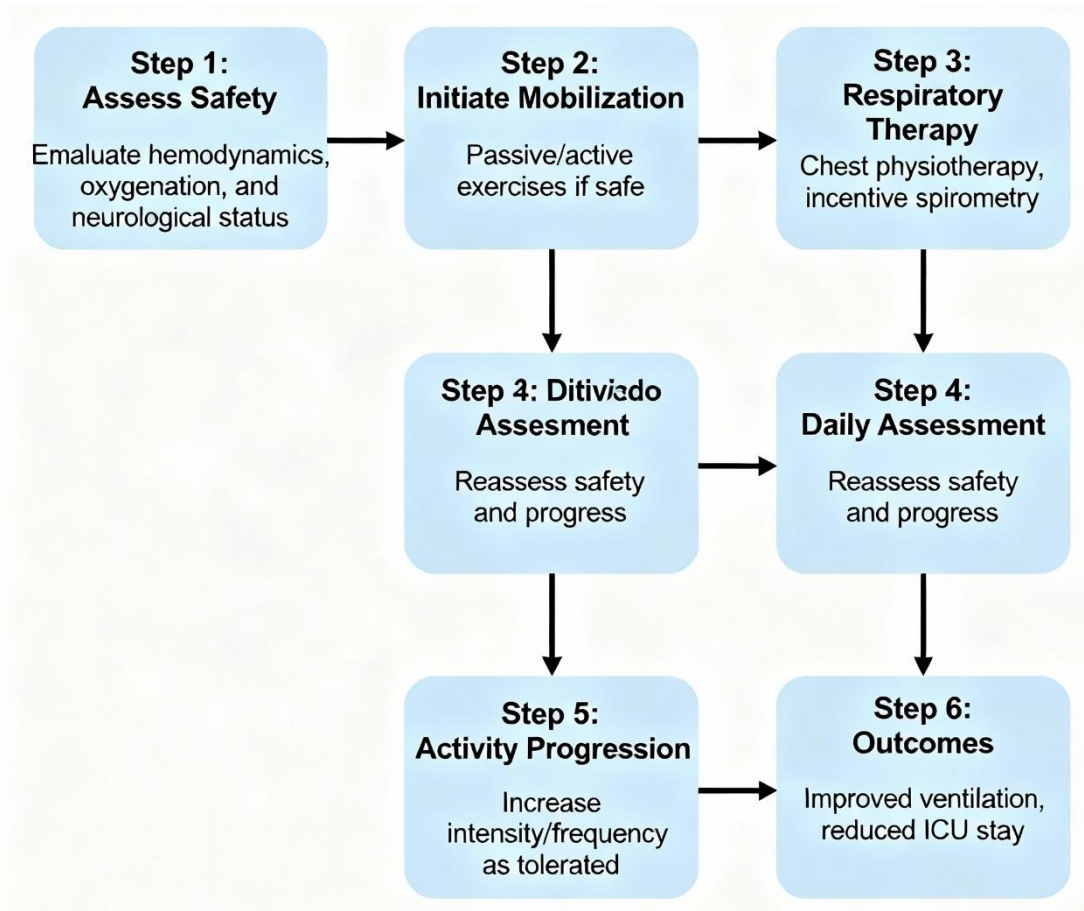 Step 1:
Assess Safety
Emaluate hemodynamics,
oxygenation, and
neurological status
Step 2:
Initiate Mobilization
Passive/active
exercises if safe
Step 3:
Respiratory
Therapy
Chest physiotherapy,
incentive spirometry
Step
Assesment
Reassess safety
and progress
Step 4:
Daily Assessment
Reassess safety
and progress
Step 5:
Activity Progression
Increase
intensity/frequency
as tolerated
Step 6:
Outcomes
Improved ventilation,
reduced ICU stay